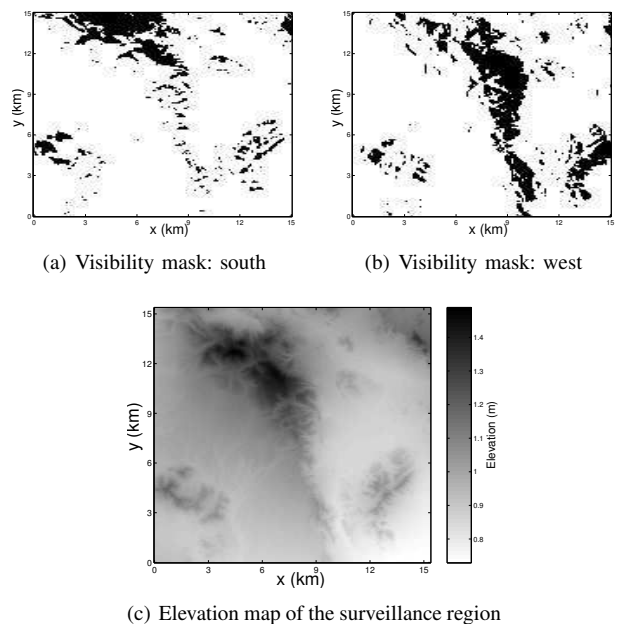 15
12
9
6
3
0
y (km)
0 3 6 9 12 15
x (km)
(a) Visibility mask: south
15
12
9
6
3
0
y (km)
0 3 6 9 12 15
x (km)
(b) Visibility mask: west
15
12
9
6
3
0
y (km)
0 3 6 9 12 15
x (km)
1.4
1.3
1.2
1.1
1
0.9
0.8
Elevation (m)
(c) Elevation map of the surveillance region